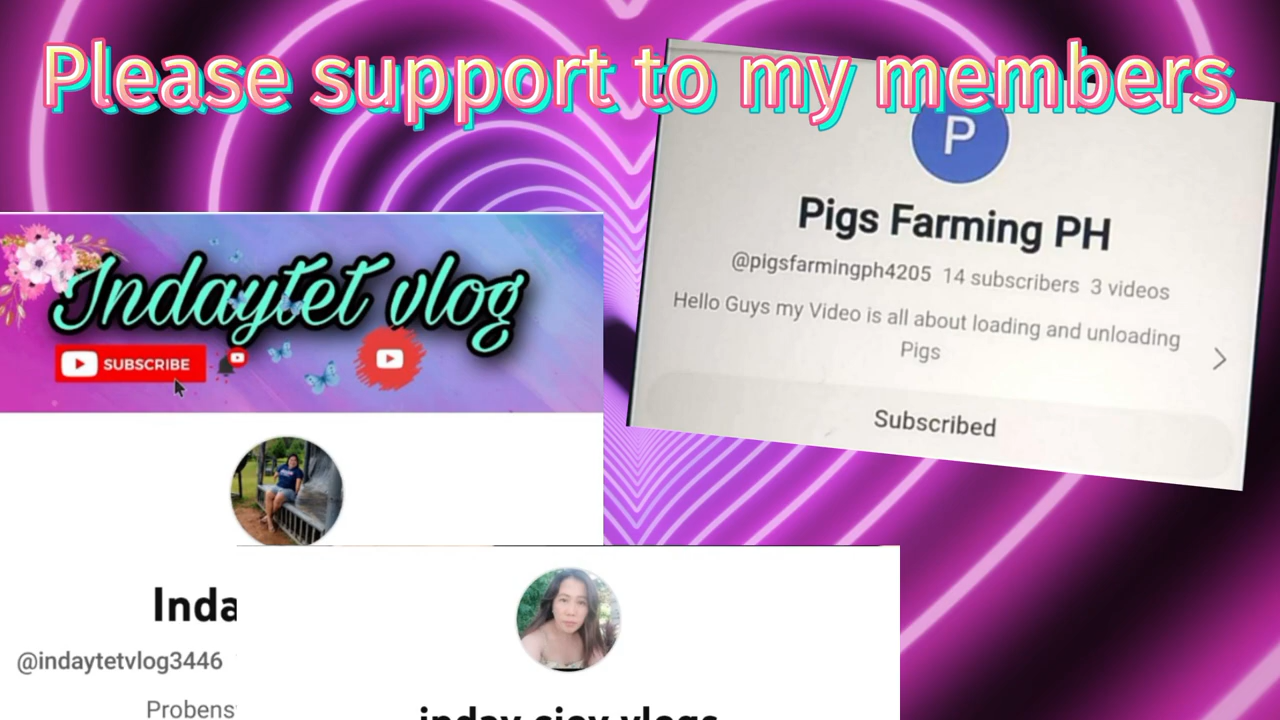 Please support to my members
P
Pigs Farming PH
@pigsfarmingph4205 14 subscribers 3 videos
Hello Guys my Video is all about loading and unloading
Pigs
Subscribed
Indaytet vlog
SUBSCRIBE
Inda
@indaytetvlog3446
Probens
vlogs